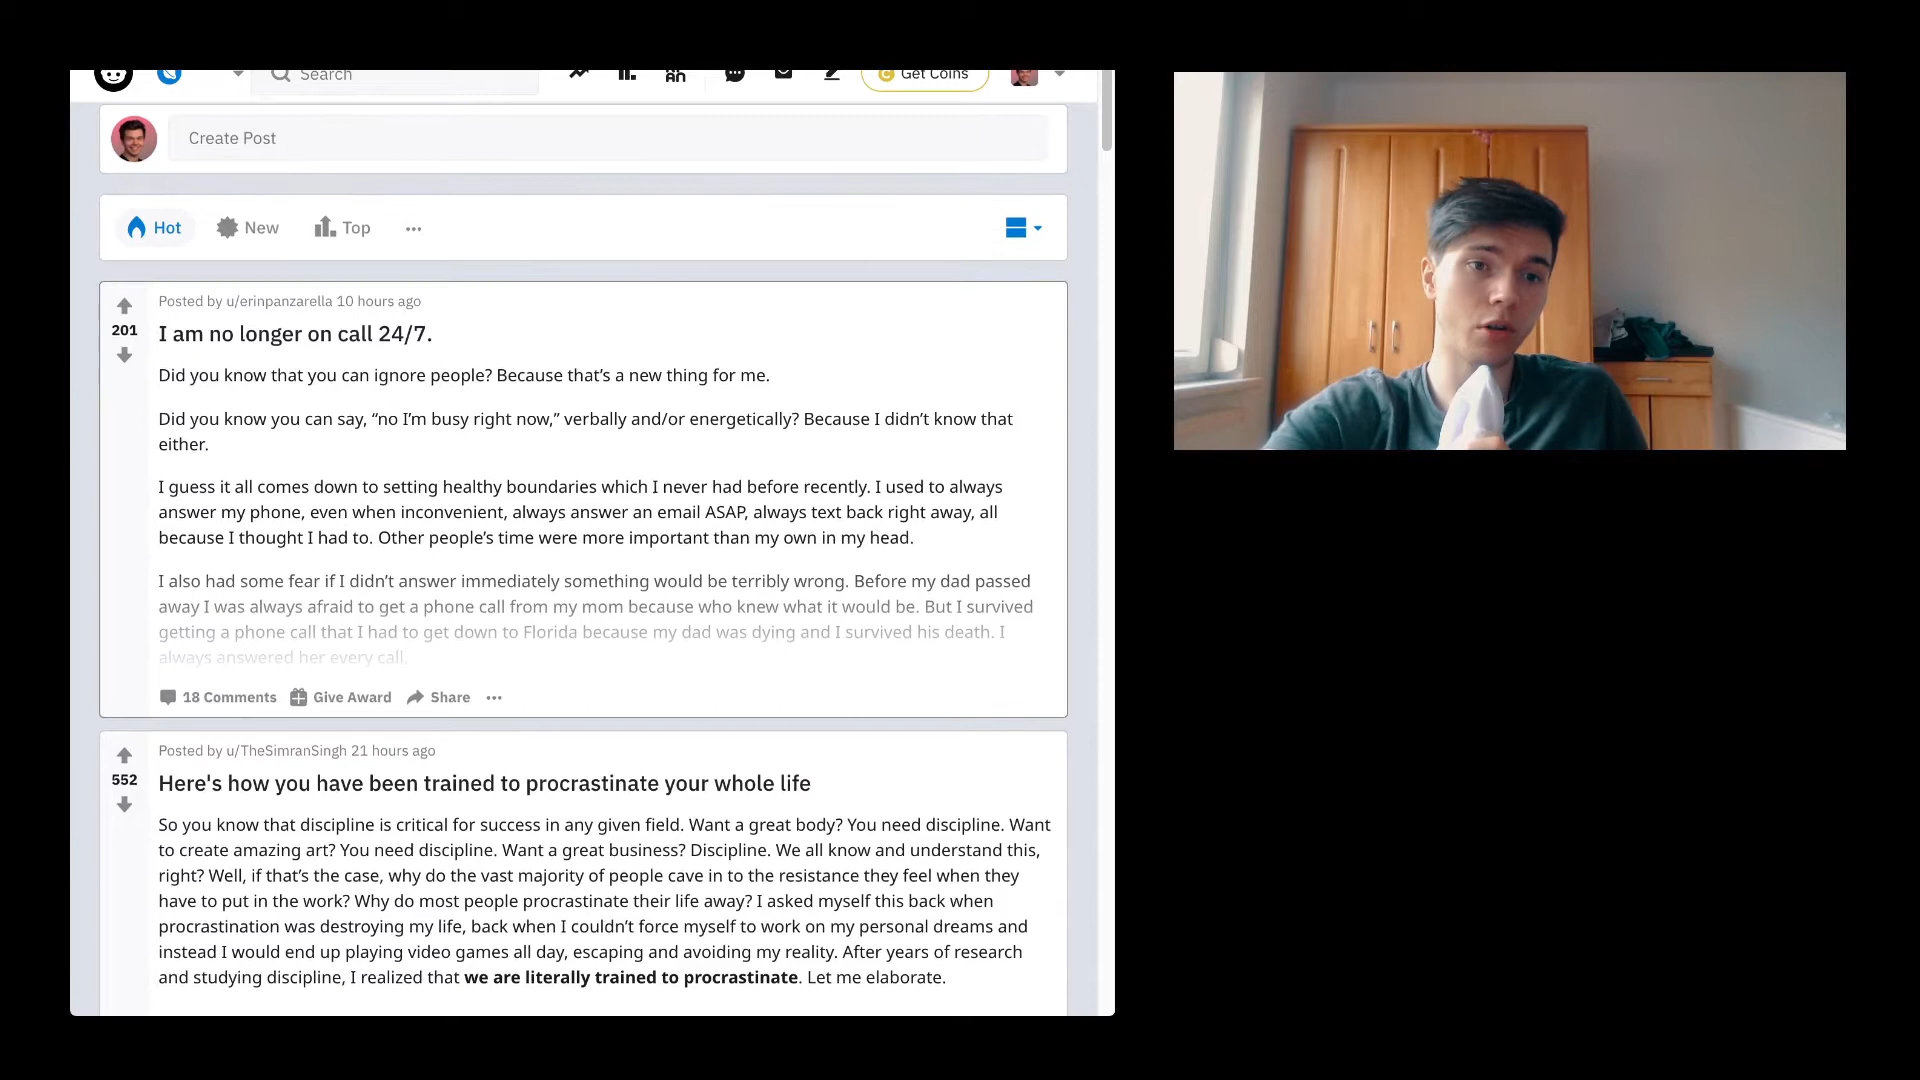 Search
Get Coins
Create Post
Hot
New
Top
Posted by u/erinpanzarella 10 hours ago
201
I am no longer on call 24/7.
Did you know that you can ignore people? Because that’s a new thing for me.
Did you know you can say, “no I’m busy right now,” verbally and/or energetically? Because I didn’t know that
either.
I guess it all comes down to setting healthy boundaries which I never had before recently. I used to always
answer my phone, even when inconvenient, always answer an email ASAP, always text back right away, all
because I thought I had to. Other people’s time were more important than my own in my head.
I also had some fear if I didn’t answer immediately something would be terribly wrong. Before my dad passed
away I was always afraid to get a phone call from my mom because who knew what it would be. But I survived
getting a phone call that I had to get down to Florida because my dad was dying and I survived his death. I
always answered her every call.
18 Comments
Give Award
Share
Posted by u/TheSimranSingh 21 hours ago
552
Here's how you have been trained to procrastinate your whole life
So you know that discipline is critical for success in any given field. Want a great body? You need discipline. Want
to create amazing art? You need discipline. Want a great business? Discipline. We all know and understand this,
right? Well, if that’s the case, why do the vast majority of people cave in to the resistance they feel when they
have to put in the work? Why do most people procrastinate their life away? I asked myself this back when
procrastination was destroying my life, back when I couldn’t force myself to work on my personal dreams and
instead I would end up playing video games all day, escaping and avoiding my reality. After years of research
and studying discipline, I realized that we are literally trained to procrastinate. Let me elaborate.